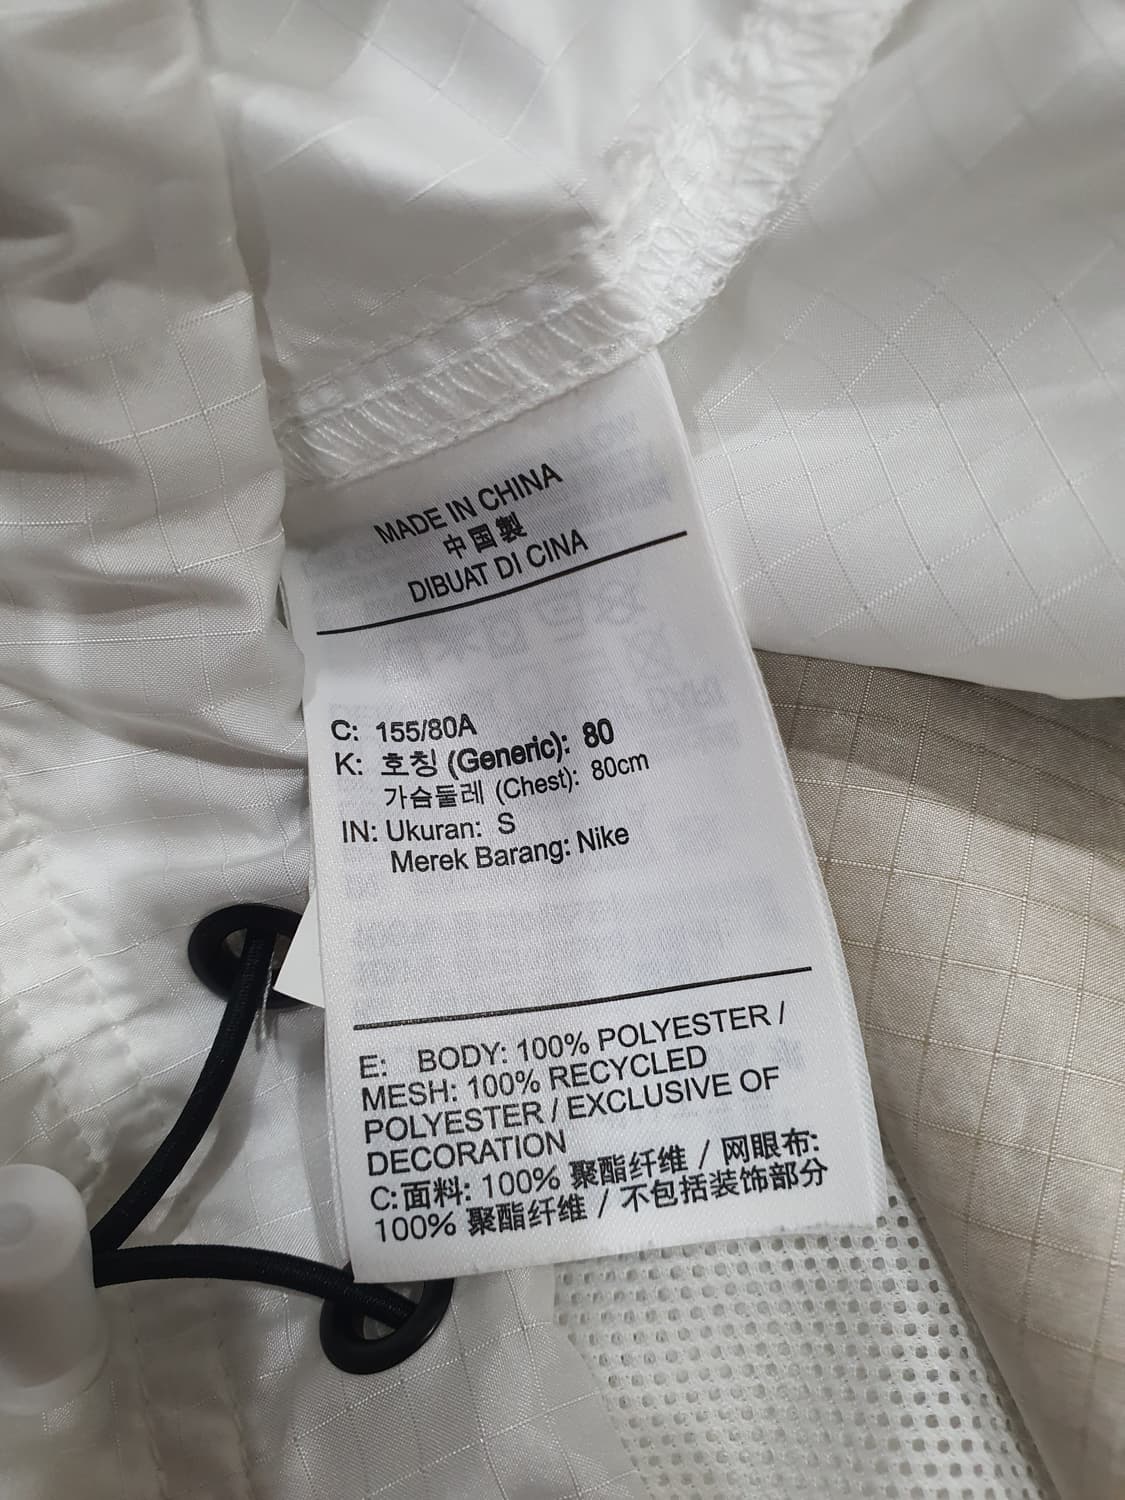 MADE IN CHINA
中国製
DIBUAT DI CINA
C: 155/80A
K: 호칭 (Generic): 80
가슴둘레 (Chest): 80cm
IN: Ukuran: S
Merek Barang: Nike
E: BODY: 100% POLYESTER /
MESH: 100% RECYCLED
POLYESTER / EXCLUSIVE OF
DECORATION
C:面料: 100% 聚酯纤维 / 网眼布:
100% 聚酯纤维 / 不包括装饰部分